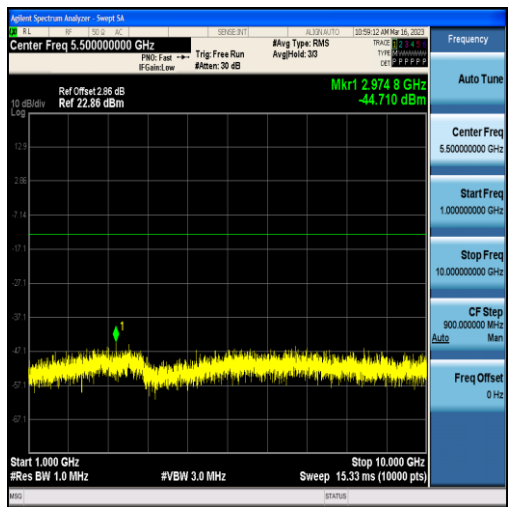 Agilent Spectrum Analyzer - Swept SA
RL RF 50 Ω AC SENSE:INT ALIGN AUTO 10:59:12 AM Mar 16, 2023
Center Freq 5.500000000 GHz
PNO: Fast
IFGain:Low
Trig: Free Run
#Atten: 30 dB
#Avg Type: RMS
Avg|Hold: 3/3
TRACE 1 2 3 4 5 6
TYPE
DET P P P P P P
Frequency
Mkr1 2.974 8 GHz
-44.710 dBm
Ref Offset 2.86 dB
Ref 22.86 dBm
10 dB/div
Log
12.9
2.86
-7.14
-17.1
-27.1
-37.1
-47.1
-57.1
-67.1
1
Auto Tune
Center Freq
5.500000000 GHz
Start Freq
1.000000000 GHz
Stop Freq
10.000000000 GHz
CF Step
900.000000 MHz
Auto Man
Freq Offset
0 Hz
Start 1.000 GHz
Stop 10.000 GHz
#Res BW 1.0 MHz
#VBW 3.0 MHz
Sweep 15.33 ms (10000 pts)
MSG
STATUS